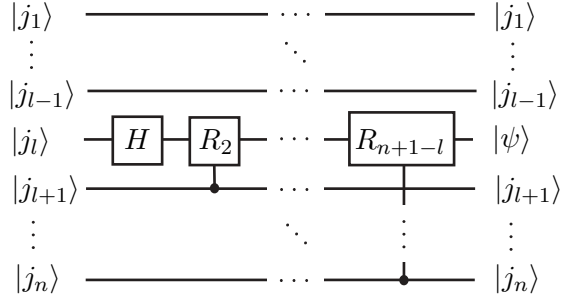 |j₁⟩ · · · |j₁⟩
|jₗ₋₁⟩ · · · |jₗ₋₁⟩
|jₗ⟩ H R₂ · · · Rₙ₊₁₋ₗ |ψ⟩
|jₗ₊₁⟩ · · · |jₗ₊₁⟩
|jₙ⟩ · · · |jₙ⟩